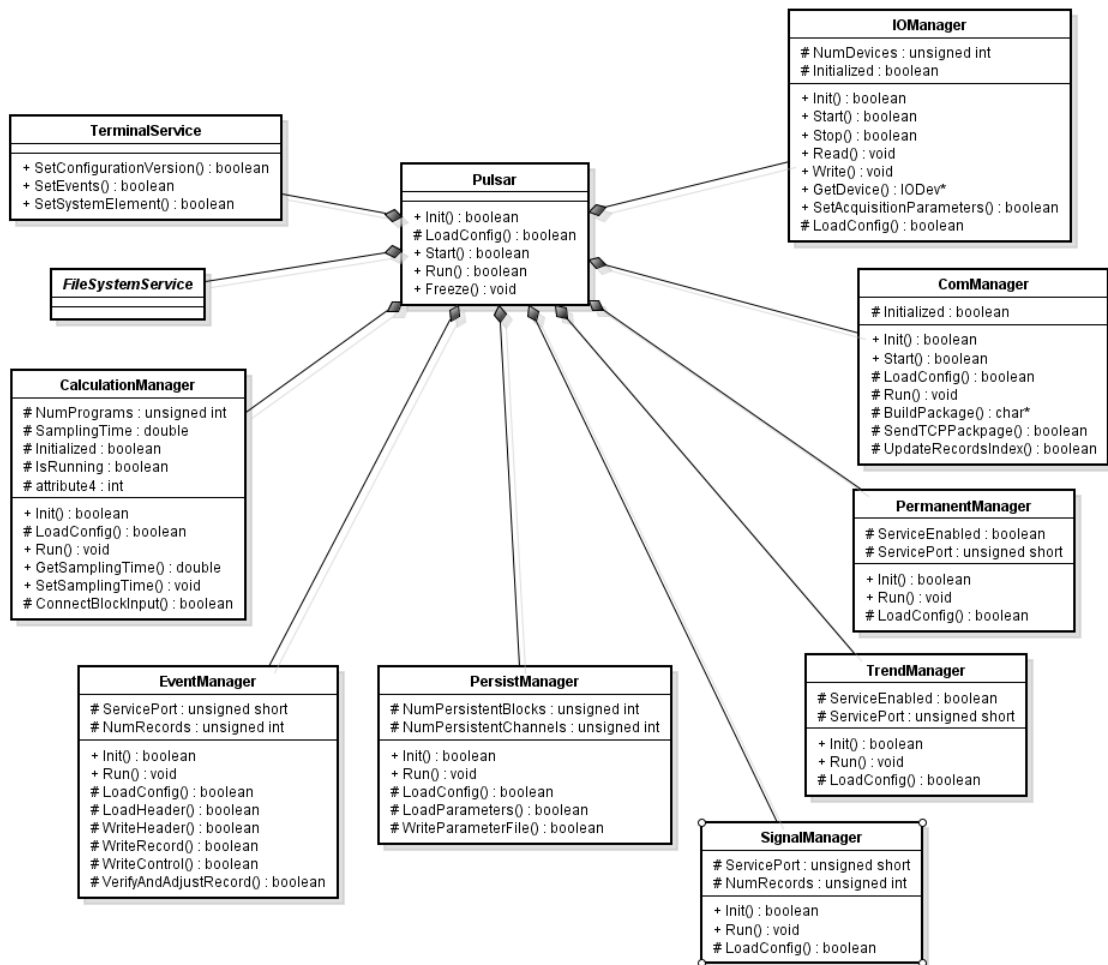 IOManager
# NumDevices : unsigned int
# Initialized : boolean
+ Init() : boolean
+ Start() : boolean
+ Stop() : boolean
+ Read() : void
+ Write() : void
+ GetDevice() : IODev*
+ SetAcquisitionParameters() : boolean
# LoadConfig() : boolean
TerminalService
+ SetConfigurationVersion() : boolean
+ SetEvents() : boolean
+ SetSystemElement() : boolean
Pulsar
+ Init() : boolean
# LoadConfig() : boolean
+ Start() : boolean
+ Run() : boolean
+ Freeze() : void
FileSystemService
ComManager
# Initialized : boolean
+ Init() : boolean
+ Start() : boolean
# LoadConfig() : boolean
# Run() : void
# BuildPackage() : char*
# SendTCPPackpage() : boolean
# UpdateRecordsIndex() : boolean
CalculationManager
# NumPrograms : unsigned int
# SamplingTime : double
# Initialized : boolean
# IsRunning : boolean
# attribute4 : int
+ Init() : boolean
# LoadConfig() : boolean
+ Run() : void
+ GetSamplingTime() : double
+ SetSamplingTime() : void
# ConnectBlockInput() : boolean
PermanentManager
# ServiceEnabled : boolean
# ServicePort : unsigned short
+ Init() : boolean
+ Run() : void
# LoadConfig() : boolean
EventManager
# ServicePort : unsigned short
# NumRecords : unsigned int
+ Init() : boolean
+ Run() : void
# LoadConfig() : boolean
# LoadHeader() : boolean
# WriteHeader() : boolean
# WriteRecord() : boolean
# WriteControl() : boolean
# VerifyAndAdjustRecord() : boolean
PersistManager
# NumPersistentBlocks : unsigned int
# NumPersistentChannels : unsigned int
+ Init() : boolean
+ Run() : void
# LoadConfig() : boolean
# LoadParameters() : boolean
# WriteParameterFile() : boolean
TrendManager
# ServiceEnabled : boolean
# ServicePort : unsigned short
+ Init() : boolean
+ Run() : void
# LoadConfig() : boolean
SignalManager
# ServicePort : unsigned short
# NumRecords : unsigned int
+ Init() : boolean
+ Run() : void
# LoadConfig() : boolean